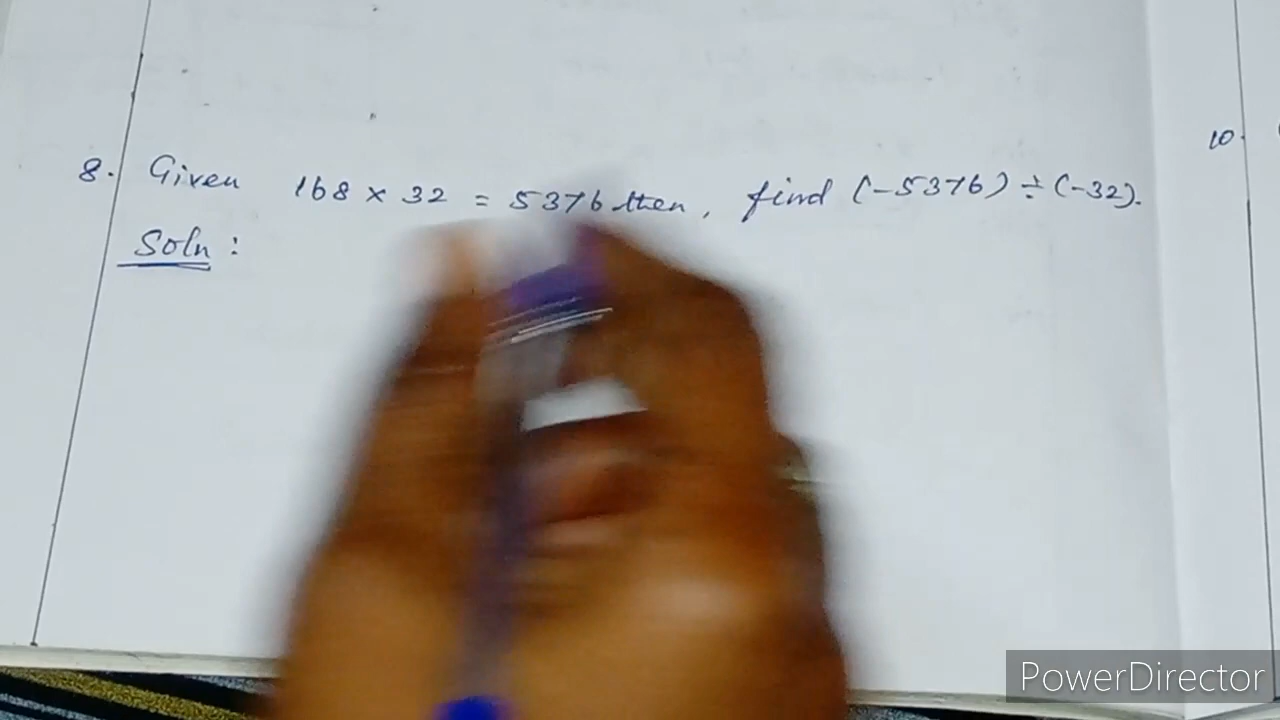 8. Given 168 × 32 = 5376 then, find (-5376) ÷ (-32).
Soln :
10.
PowerDirector